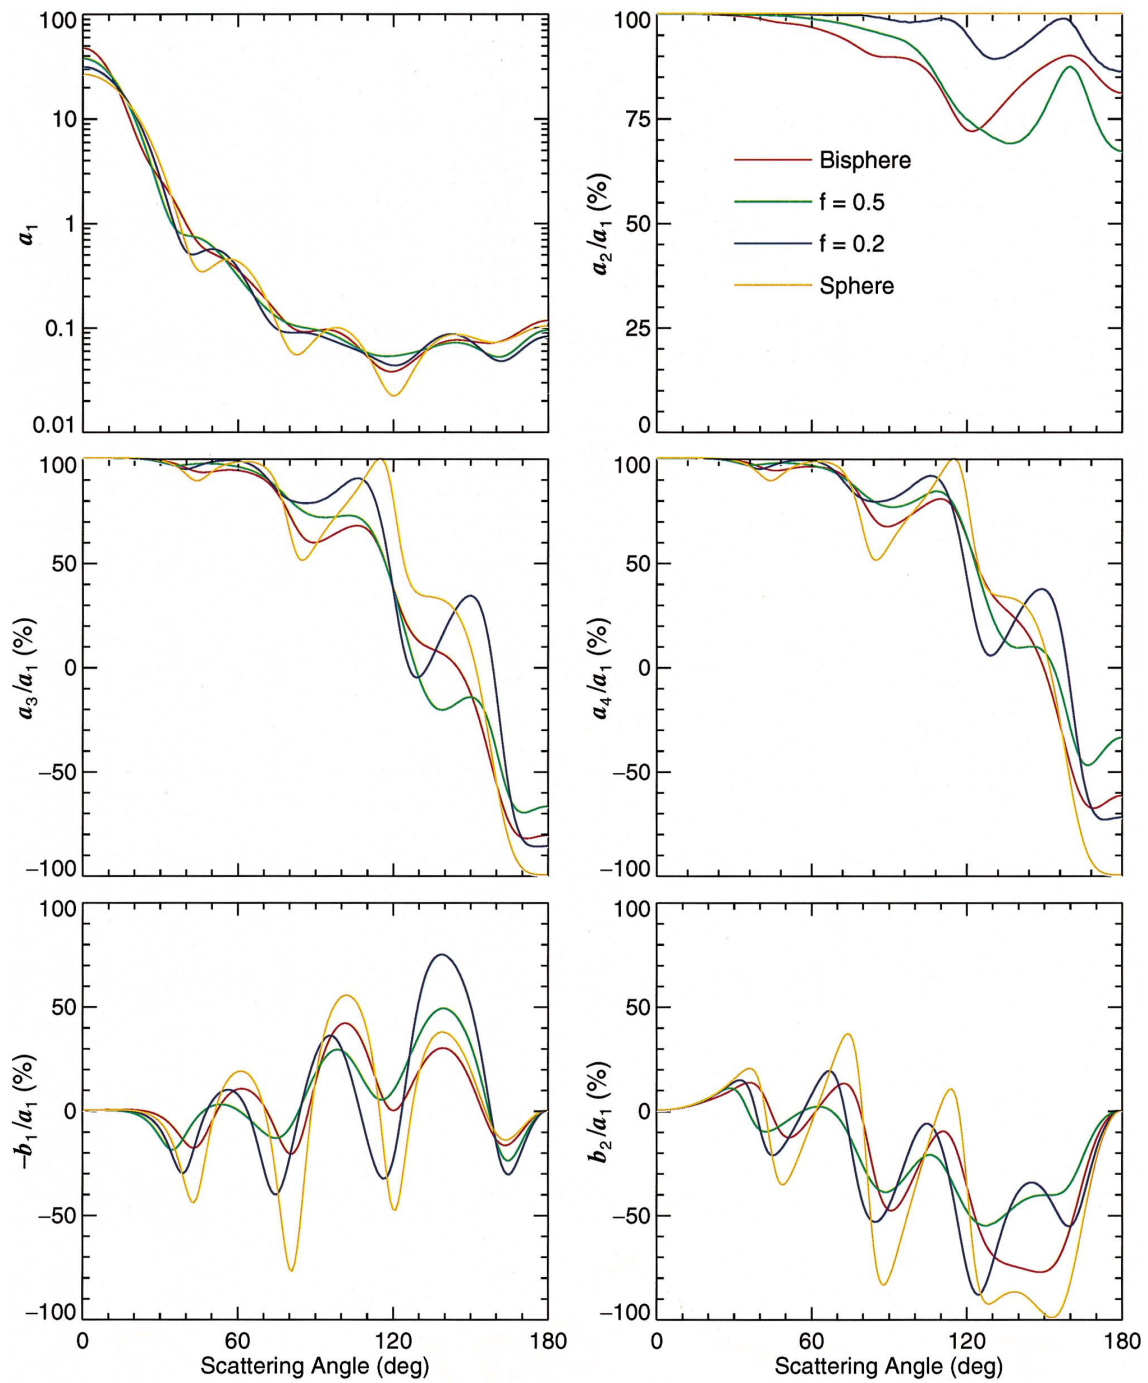 100
10
1
0.1
0.01
a₁
100
75
50
25
0
a₂/a₁ (%)
Bisphere
f = 0.5
f = 0.2
Sphere
100
50
0
−50
−100
a₃/a₁ (%)
100
50
0
−50
−100
a₄/a₁ (%)
100
50
0
−50
−100
−b₁/a₁ (%)
0 60 120 180
Scattering Angle (deg)
100
50
0
−50
−100
b₂/a₁ (%)
0 60 120 180
Scattering Angle (deg)